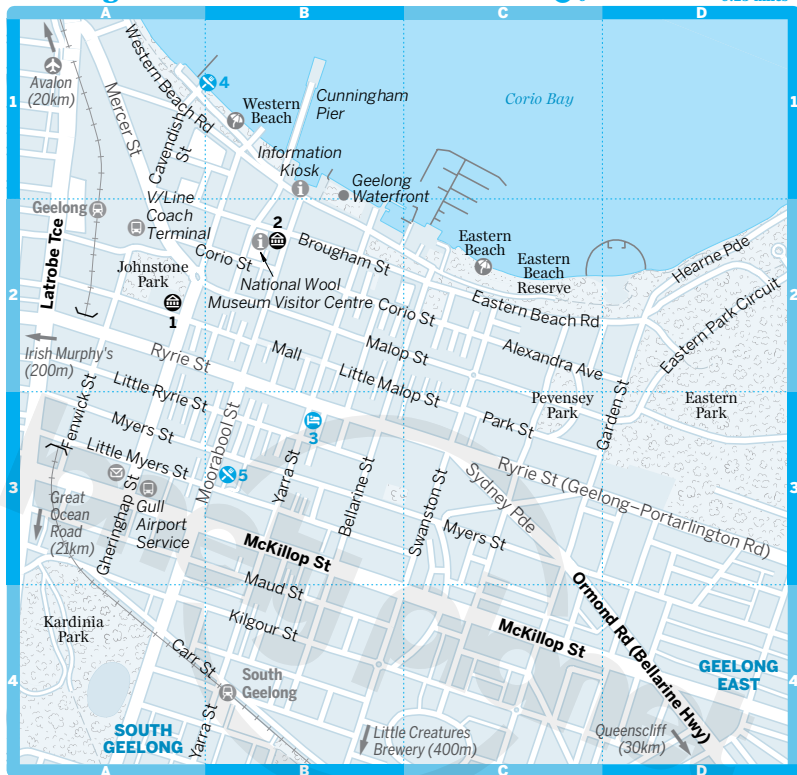 A
B
C
D
1
2
3
4
Avalon
(20km)
Mercer St
Western Beach Rd
Cavendish
St
4
Western
Beach
Cunningham
Pier
Corio Bay
Information
Kiosk
Geelong
Waterfront
1
Geelong
V/Line
Coach
Terminal
Latrobe Tce
Johnstone
Park
1
Corio St
2
Brougham St
National Wool
Museum Visitor Centre
Corio St
Eastern
Beach
Eastern
Beach
Reserve
Eastern Beach Rd
Hearne Pde
Eastern Park Circuit
2
Irish Murphy's
(200m)
Ryrie St
Mall
Malop St
Little Malop St
Alexandra Ave
Pevensey
Park
Park St
Garden St
Eastern
Park
Fenwick St
Little Ryrie St
Myers St
Little Myers St
Moorabool St
3
5
Yarra St
Bellarine St
Swanston St
Sydney Pde
Ryrie St (Geelong–Portarlington Rd)
3
Great
Ocean
Road
(21km)
Gheringhap St
Gull
Airport
Service
McKillop St
Myers St
Maud St
Kilgour St
McKillop St
Ormond Rd (Bellarine Hwy)
Kardinia
Park
Carr St
South
Geelong
Yarra St
SOUTH
GEELONG
Little Creatures
Brewery (400m)
Queenscliff
(30km)
GEELONG
EAST
4
A
B
C
D